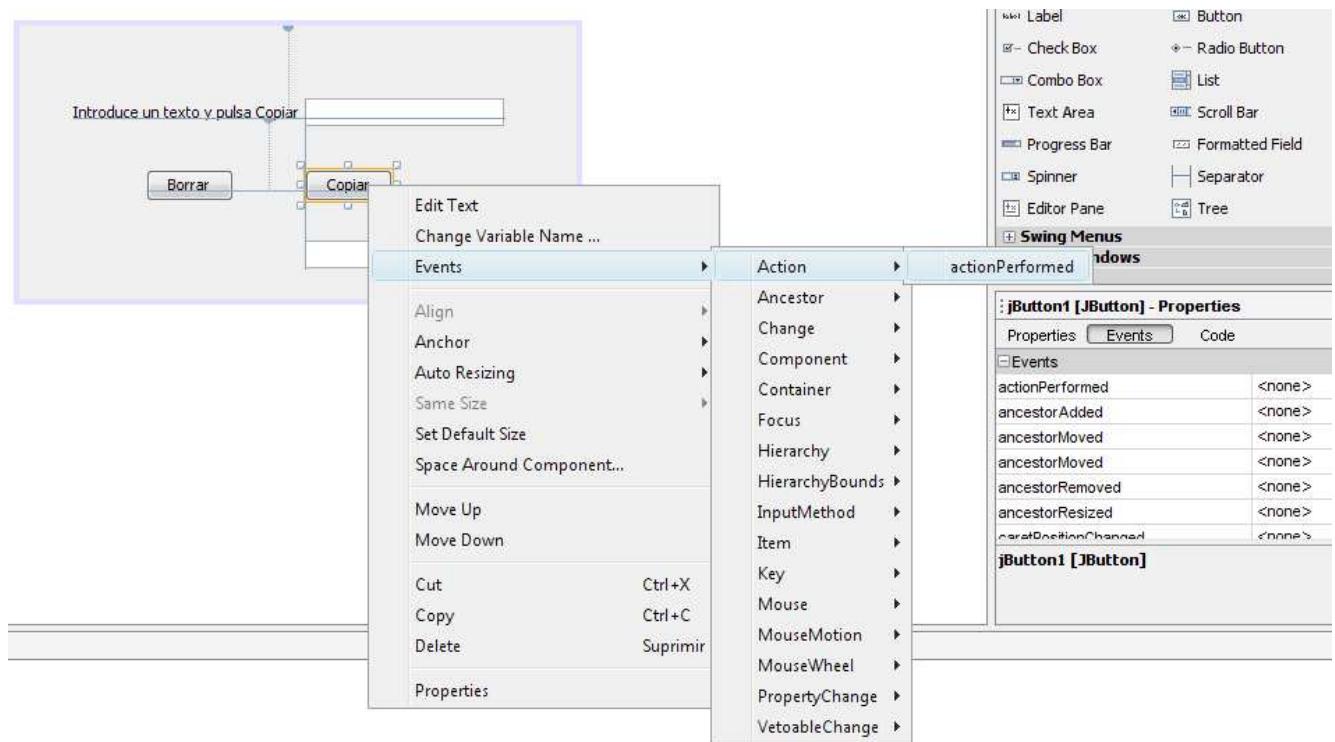 Introduce un texto y pulsa Copiar
Borrar
Copiar
Edit Text
Change Variable Name ...
Events
Align
Anchor
Auto Resizing
Same Size
Set Default Size
Space Around Component...
Move Up
Move Down
Cut Ctrl+X
Copy Ctrl+C
Delete Suprimir
Properties
Action
Ancestor
Change
Component
Container
Focus
Hierarchy
HierarchyBounds
InputMethod
Item
Key
Mouse
MouseMotion
MouseWheel
PropertyChange
VetoableChange
actionPerformed
label Label
OK Button
Check Box
Radio Button
Combo Box
List
Text Area
Scroll Bar
Progress Bar
Formatted Field
Spinner
Separator
Editor Pane
Tree
Swing Menus
ndows
jButton1 [JButton] - Properties
Properties Events Code
Events
actionPerformed <none>
ancestorAdded <none>
ancestorMoved <none>
ancestorMoved <none>
ancestorRemoved <none>
ancestorResized <none>
caretPositionChanged <none>
jButton1 [JButton]